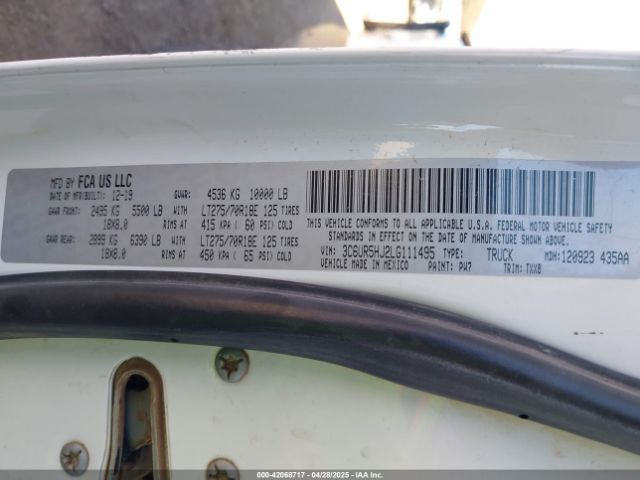 MFD BY FCA US LLC
DATE OF MFR(BUILT): 12-19 GVWR: 4536 KG 10000 LB
GAWR FRONT: 2495 KG 5500 LB WITH LT275/70R18E 125 TIRES
18X8.0 RIMS AT 415 KPA ( 60 PSI) COLD
GAWR REAR: 2899 KG 6390 LB WITH LT275/70R18E 125 TIRES
18X8.0 RIMS AT 450 KPA ( 65 PSI) COLD
THIS VEHICLE CONFORMS TO ALL APPLICABLE U.S.A. FEDERAL MOTOR VEHICLE SAFETY
STANDARDS IN EFFECT ON THE DATE OF MANUFACTURE SHOWN ABOVE
VIN: 3C6UR5HJ2LG111495 TYPE: TRUCK MDH:120923 435AA
VEHICLE MADE IN MEXICO PAINT: PW7 TRIM: TXX8
000-42068717 - 04/28/2025 - IAAI.COM